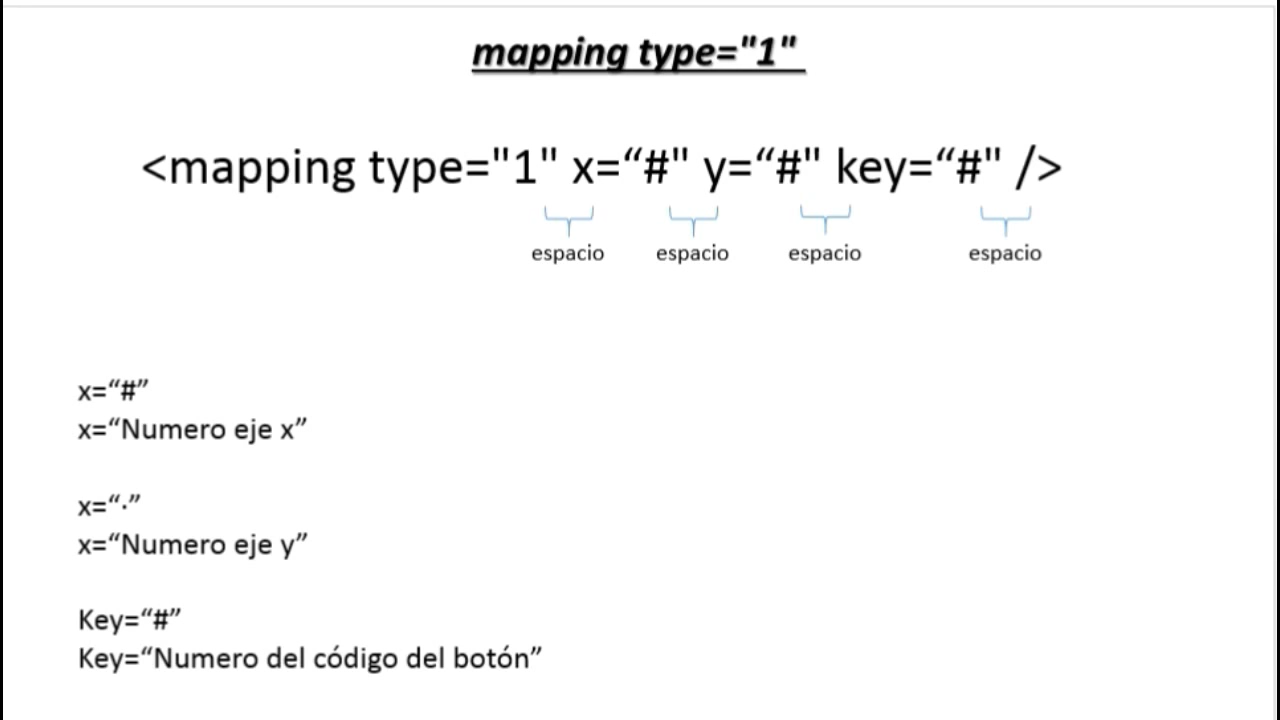 mapping type="1"
<mapping type="1" x=“#" y=“#" key=“#" />
espacio espacio espacio espacio
x=“#”
x=“Numero eje x”
x=“·”
x=“Numero eje y”
Key=“#”
Key=“Numero del código del botón”